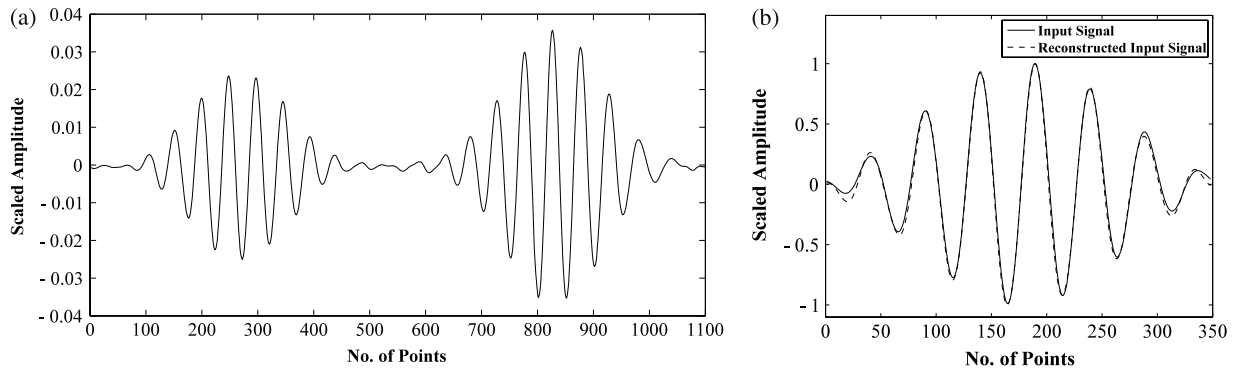 (a)
Scaled Amplitude
0.04
0.03
0.02
0.01
0
- 0.01
- 0.02
- 0.03
- 0.04
0 100 200 300 400 500 600 700 800 900 1000 1100
No. of Points
(b)
Input Signal
Reconstructed Input Signal
Scaled Amplitude
1
0.5
0
- 0.5
- 1
0 50 100 150 200 250 300 350
No. of Points